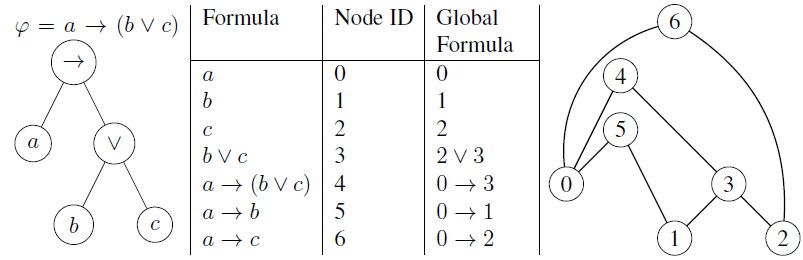 φ = a → (b ∨ c)
→
a
∨
b
c
Formula Node ID Global Formula
a 0 0
b 1 1
c 2 2
b ∨ c 3 2 ∨ 3
a → (b ∨ c) 4 0 → 3
a → b 5 0 → 1
a → c 6 0 → 2
6
4
5
0
3
1
2